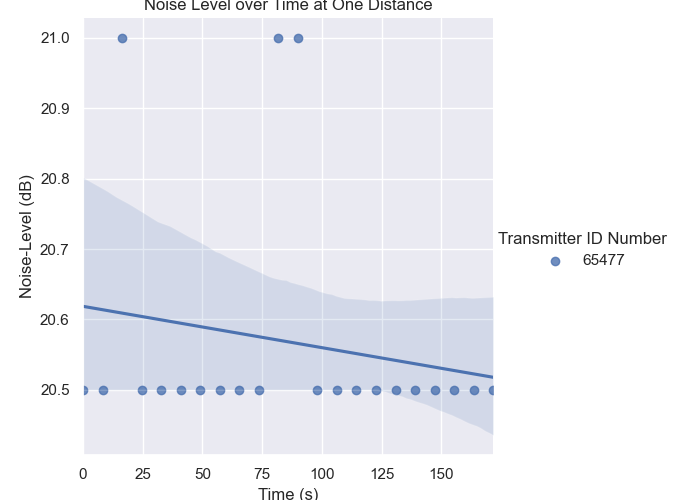 Noise Level over Time at One Distance
21.0
20.9
20.8
20.7
20.6
20.5
Noise-Level (dB)
0 25 50 75 100 125 150
Time (s)
Transmitter ID Number
65477